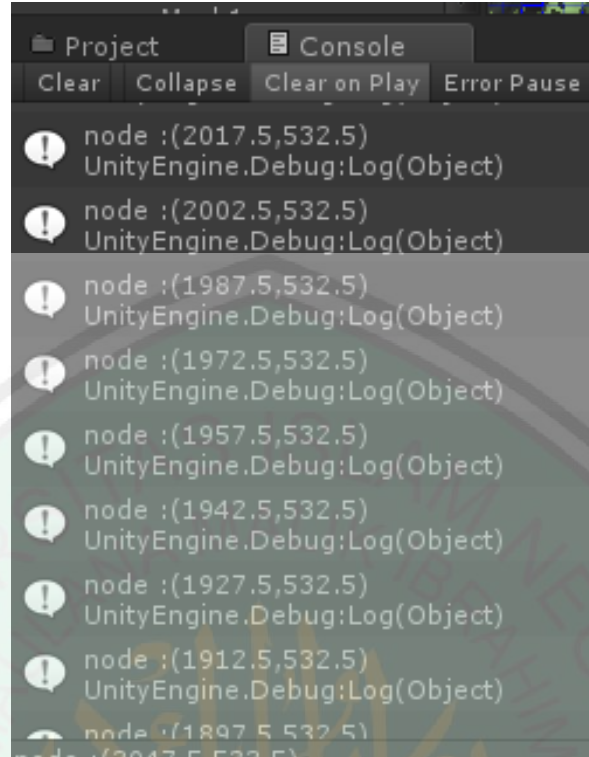 Project Console
Clear Collapse Clear on Play Error Pause
node :(2017.5,532.5)
UnityEngine.Debug:Log(Object)
node :(2002.5,532.5)
UnityEngine.Debug:Log(Object)
node :(1987.5,532.5)
UnityEngine.Debug:Log(Object)
node :(1972.5,532.5)
UnityEngine.Debug:Log(Object)
node :(1957.5,532.5)
UnityEngine.Debug:Log(Object)
node :(1942.5,532.5)
UnityEngine.Debug:Log(Object)
node :(1927.5,532.5)
UnityEngine.Debug:Log(Object)
node :(1912.5,532.5)
UnityEngine.Debug:Log(Object)
node :(1897.5,532.5)